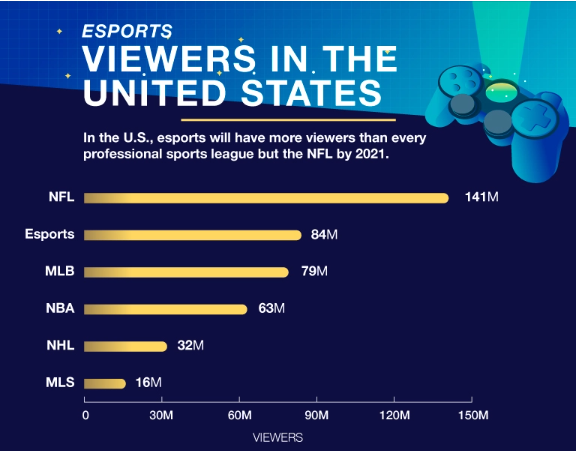 ESPORTS
VIEWERS IN THE
UNITED STATES
In the U.S., esports will have more viewers than every
professional sports league but the NFL by 2021.
NFL 141M
Esports 84M
MLB 79M
NBA 63M
NHL 32M
MLS 16M
0 30M 60M 90M 120M 150M
VIEWERS